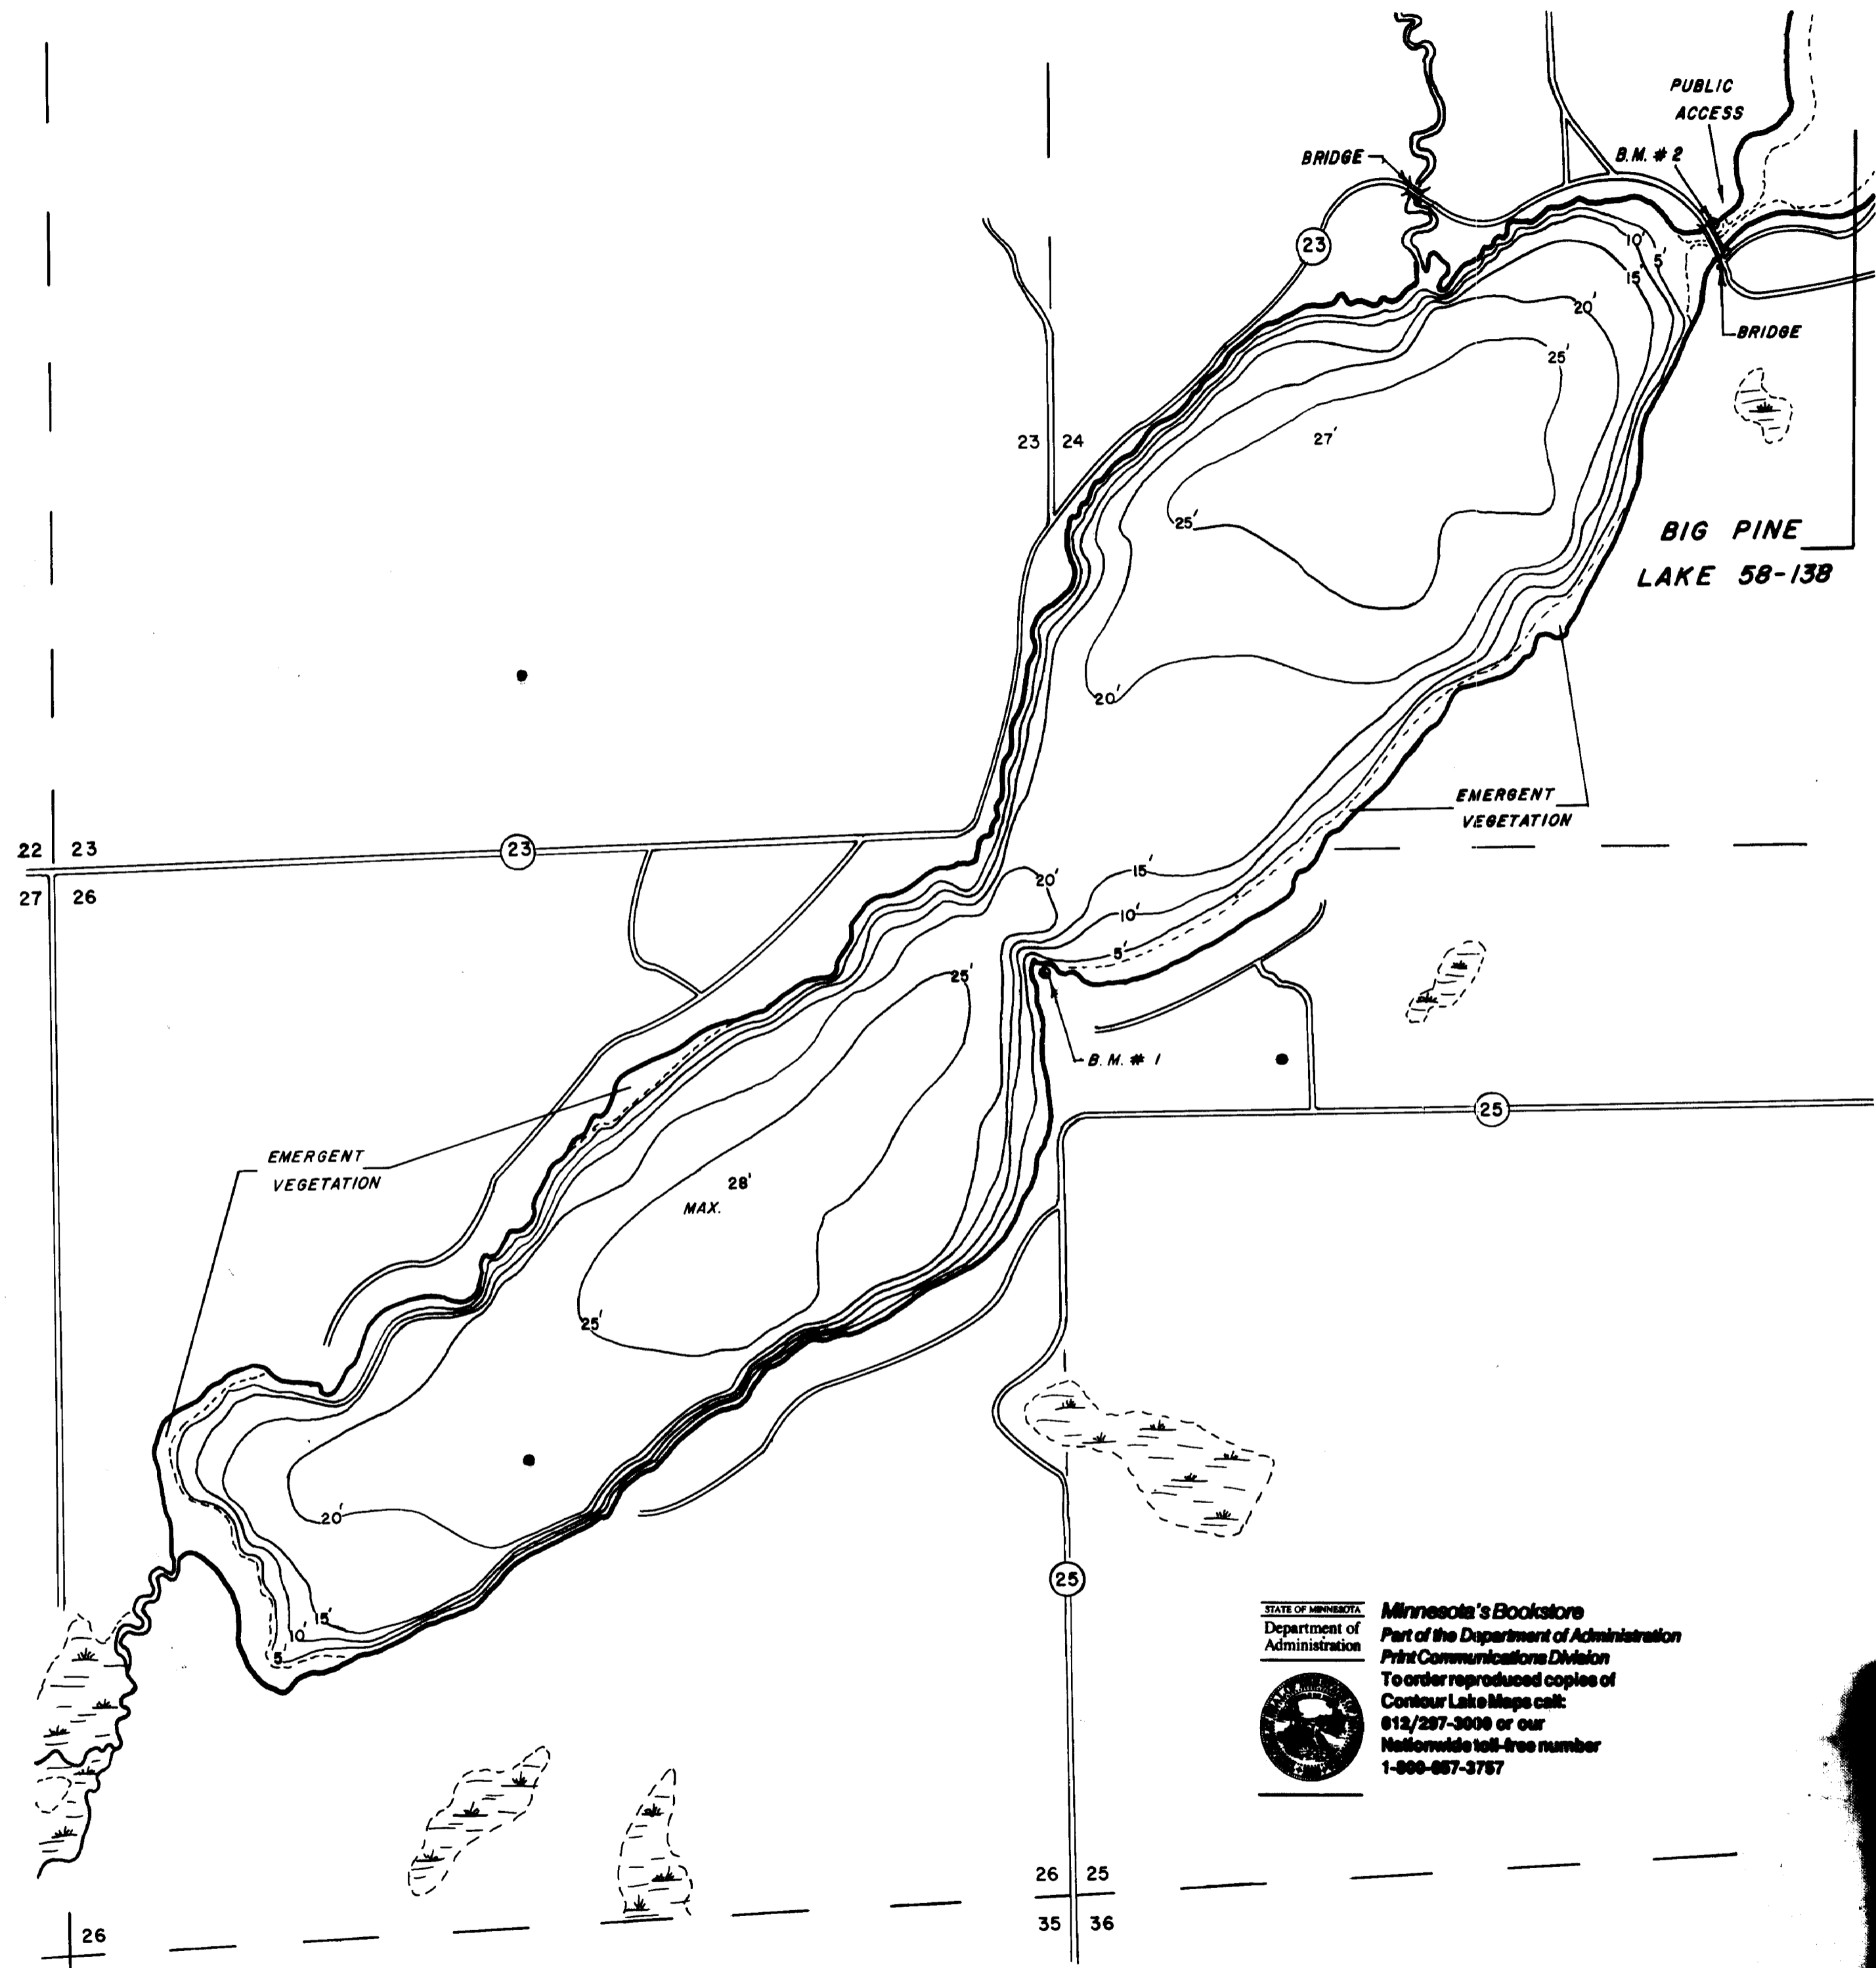 PUBLIC
ACCESS
BRIDGE
B.M. # 2
23
10'
5'
15'
20'
BRIDGE
25'
27'
23 24
25'
BIG PINE
LAKE 58-138
20'
EMERGENT
VEGETATION
22 23
23
27 26
20'
15'
10'
5'
25'
B.M. # 1
25
EMERGENT
VEGETATION
28'
MAX.
25'
20'
25
15'
10'
5
STATE OF MINNESOTA
Department of
Administration
Minnesota's Bookstore
Part of the Department of Administration
Print Communications Division
To order reproduced copies of
Contour Lake Maps call:
612/297-3000 or our
Nationwide toll-free number
1-800-657-3757
26 25
35 36
26